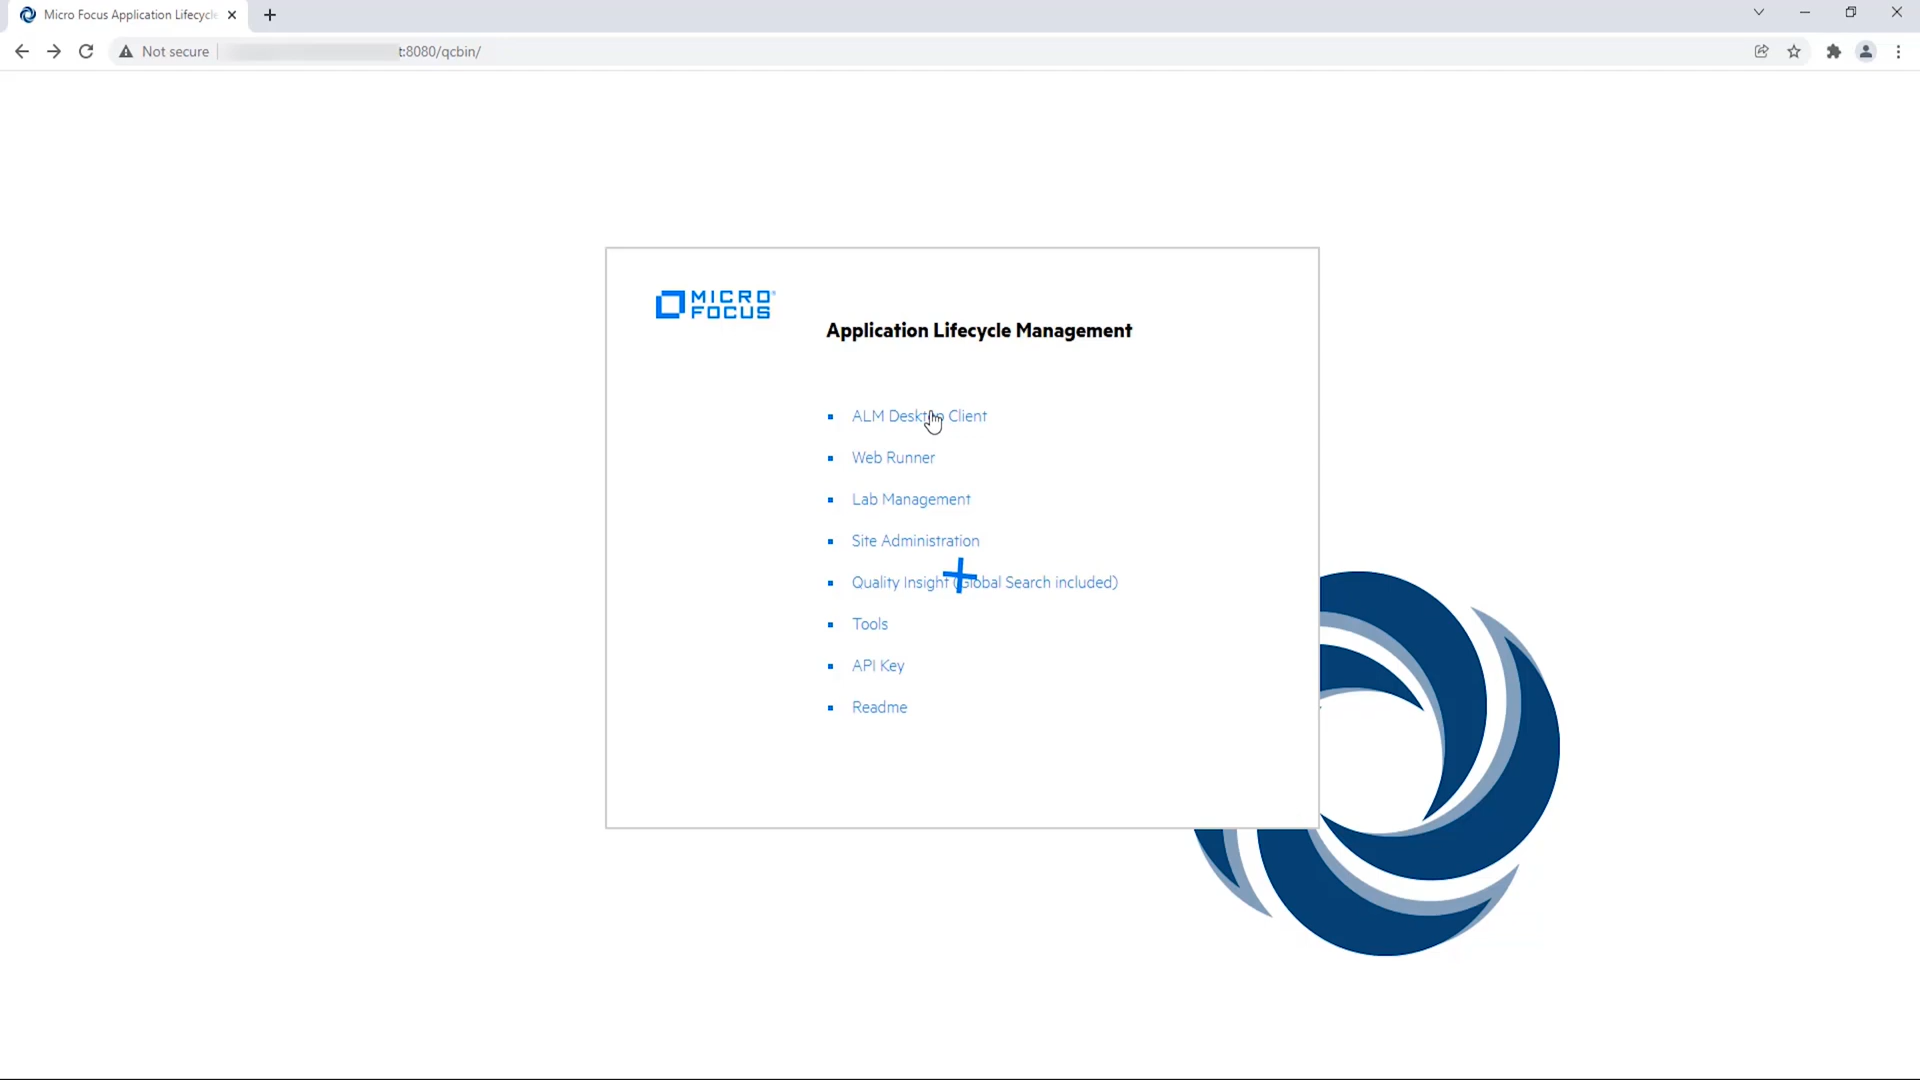 Micro Focus Application Lifecycle
Not secure
t:8080/qcbin/
MICRO
FOCUS
Application Lifecycle Management
ALM Desktop Client
Web Runner
Lab Management
Site Administration
Quality Insight (Global Search included)
Tools
API Key
Readme